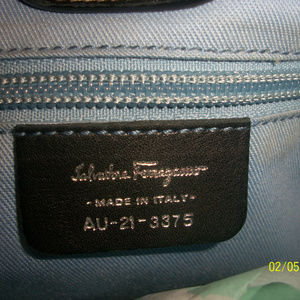 Salvatore Ferragamo
- MADE IN ITALY -
AU-21-3375
02/05